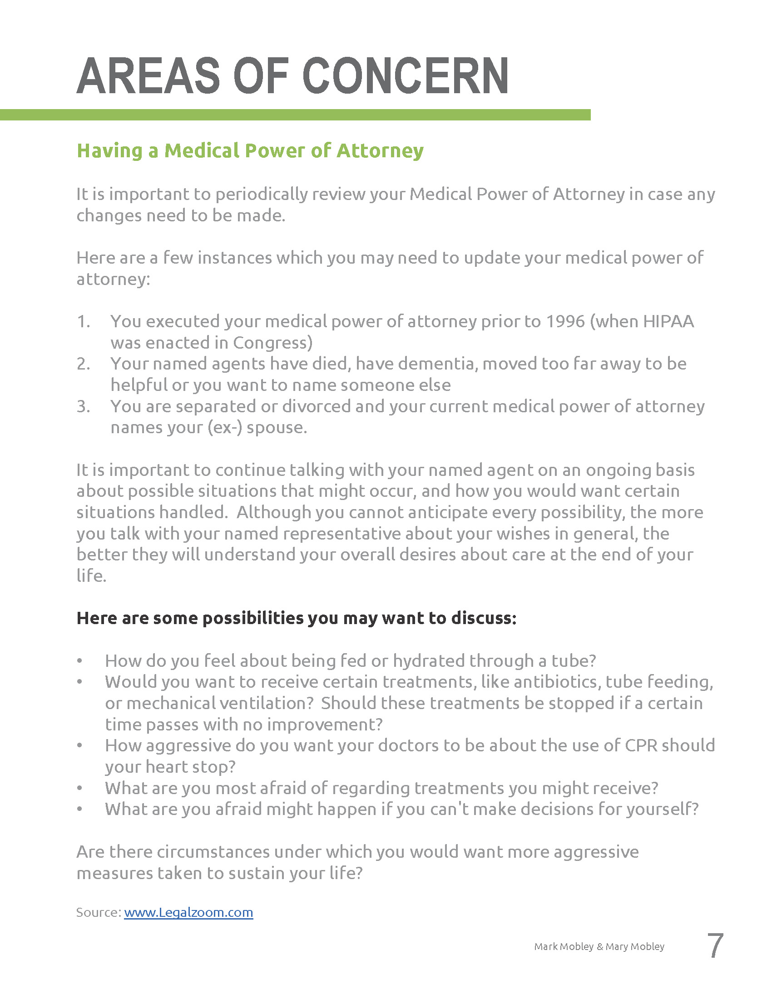 AREAS OF CONCERN
Having a Medical Power of Attorney
It is important to periodically review your Medical Power of Attorney in case any
changes need to be made.
Here are a few instances which you may need to update your medical power of
attorney:
1. You executed your medical power of attorney prior to 1996 (when HIPAA
was enacted in Congress)
2. Your named agents have died, have dementia, moved too far away to be
helpful or you want to name someone else
3. You are separated or divorced and your current medical power of attorney
names your (ex-) spouse.
It is important to continue talking with your named agent on an ongoing basis
about possible situations that might occur, and how you would want certain
situations handled.  Although you cannot anticipate every possibility, the more
you talk with your named representative about your wishes in general, the
better they will understand your overall desires about care at the end of your
life.
Here are some possibilities you may want to discuss:
• How do you feel about being fed or hydrated through a tube?
• Would you want to receive certain treatments, like antibiotics, tube feeding,
or mechanical ventilation?  Should these treatments be stopped if a certain
time passes with no improvement?
• How aggressive do you want your doctors to be about the use of CPR should
your heart stop?
• What are you most afraid of regarding treatments you might receive?
• What are you afraid might happen if you can't make decisions for yourself?
Are there circumstances under which you would want more aggressive
measures taken to sustain your life?
Source: www.Legalzoom.com
Mark Mobley & Mary Mobley 7